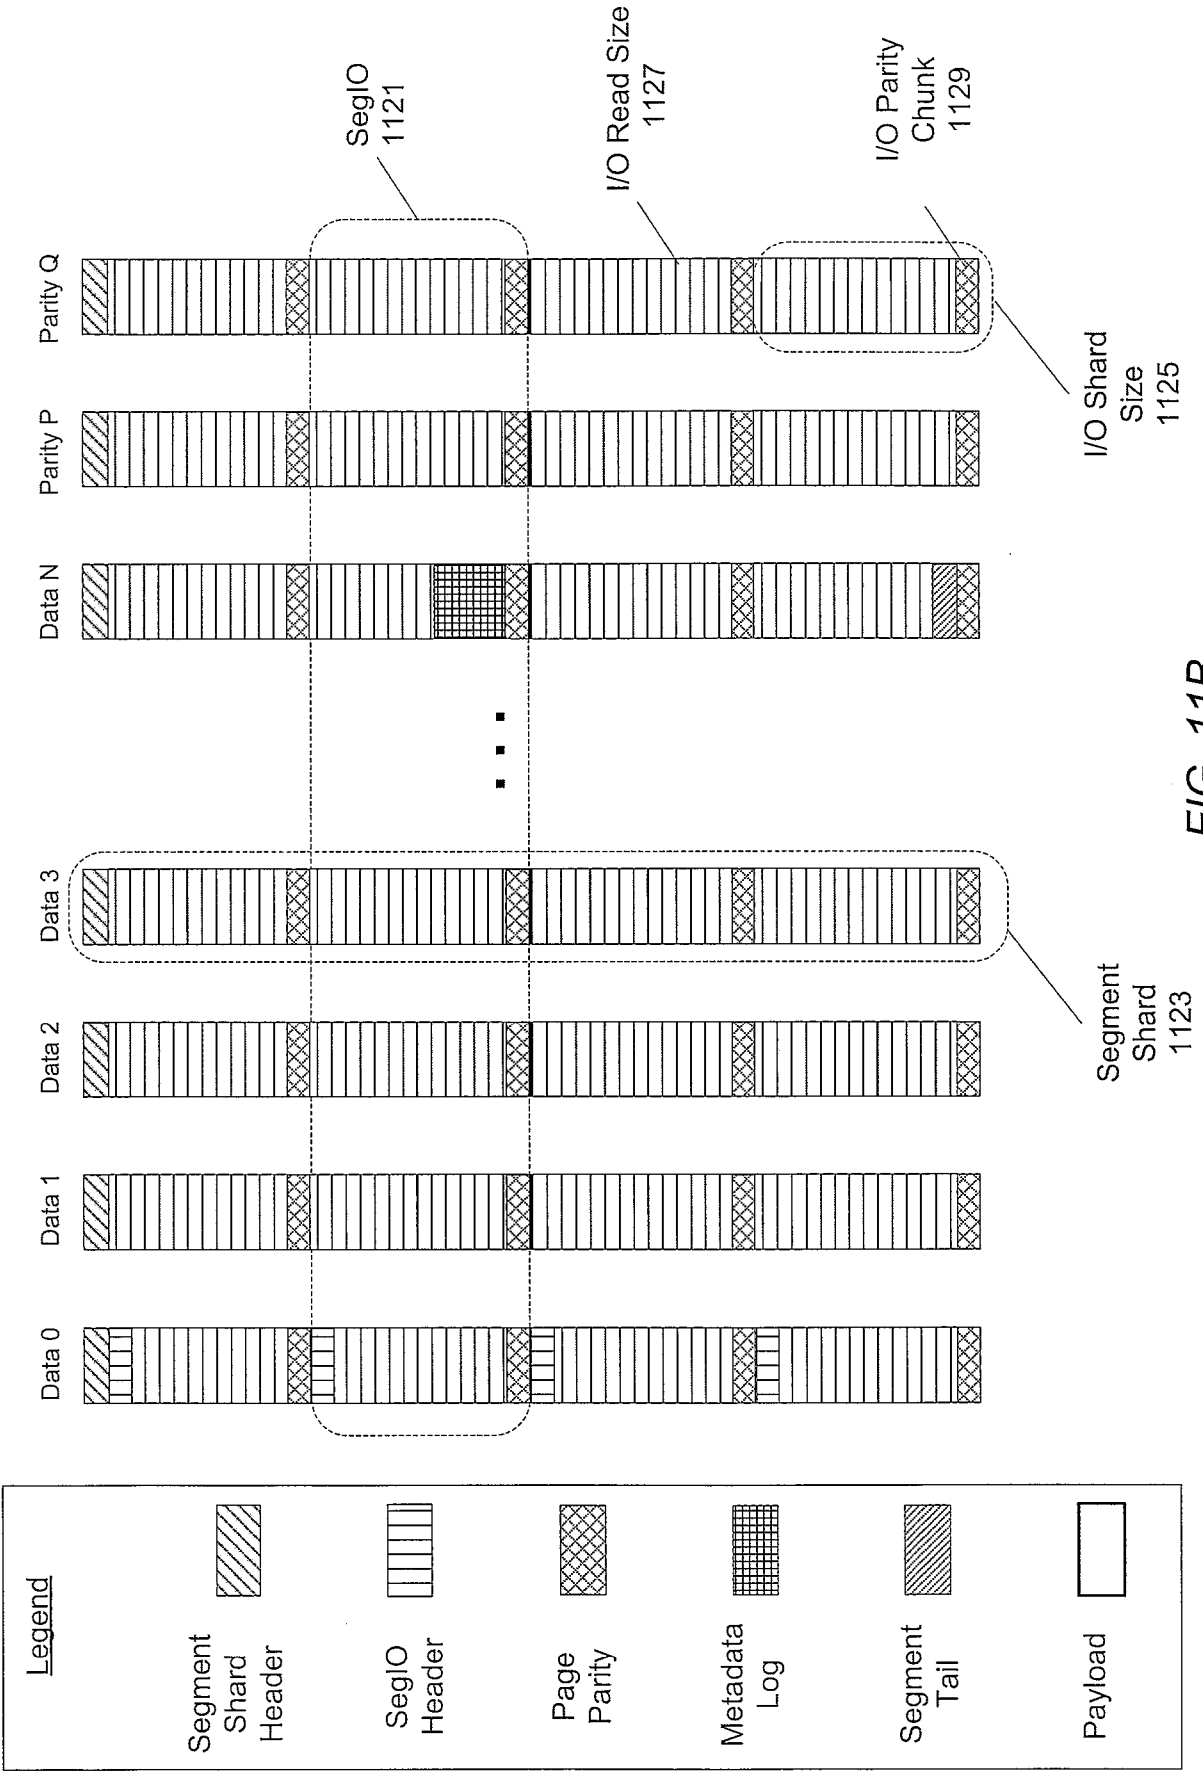 Legend
Segment
Shard
Header
SegIO
Header
Page
Parity
Metadata
Log
Segment
Tail
Payload
Data 0
Data 1
Data 2
Data 3
Data N
Parity P
Parity Q
SegIO
1121
I/O Read Size
1127
I/O Parity
Chunk
1129
I/O Shard
Size
1125
Segment
Shard
1123
FIG. 11B